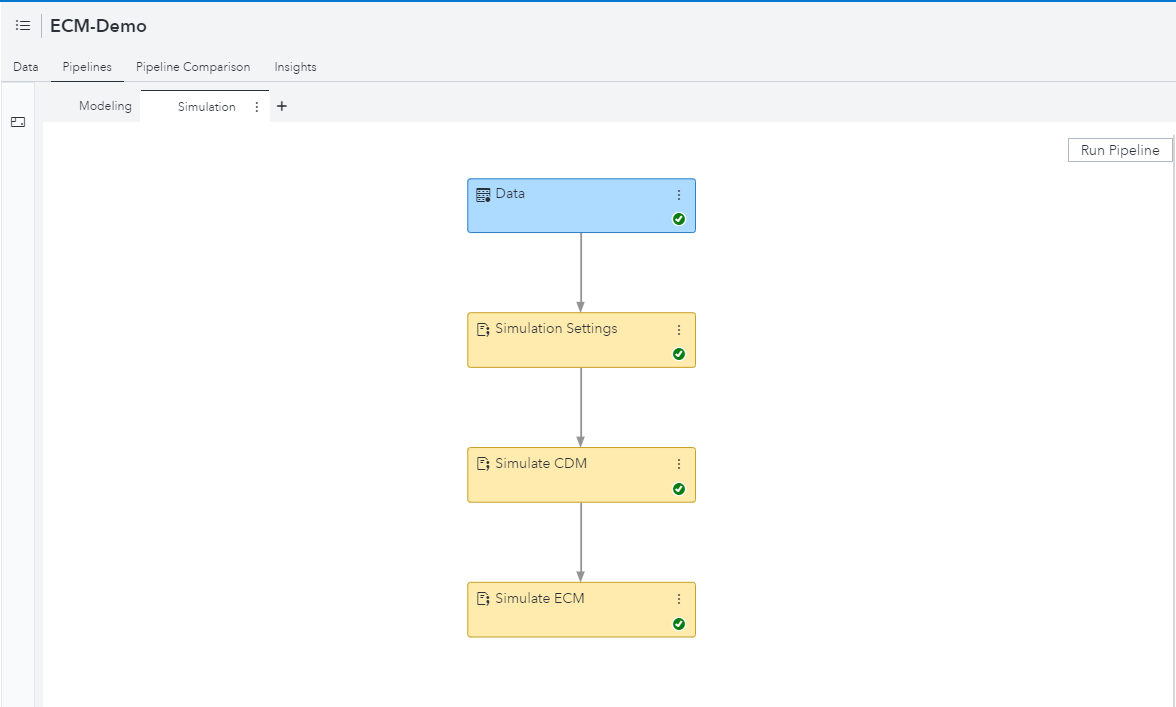 ECM-Demo
Data Pipelines Pipeline Comparison Insights
Modeling Simulation
Run Pipeline
Data
Simulation Settings
Simulate CDM
Simulate ECM